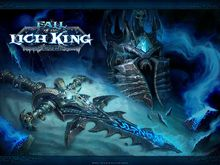 FALL
of the
LICH KING